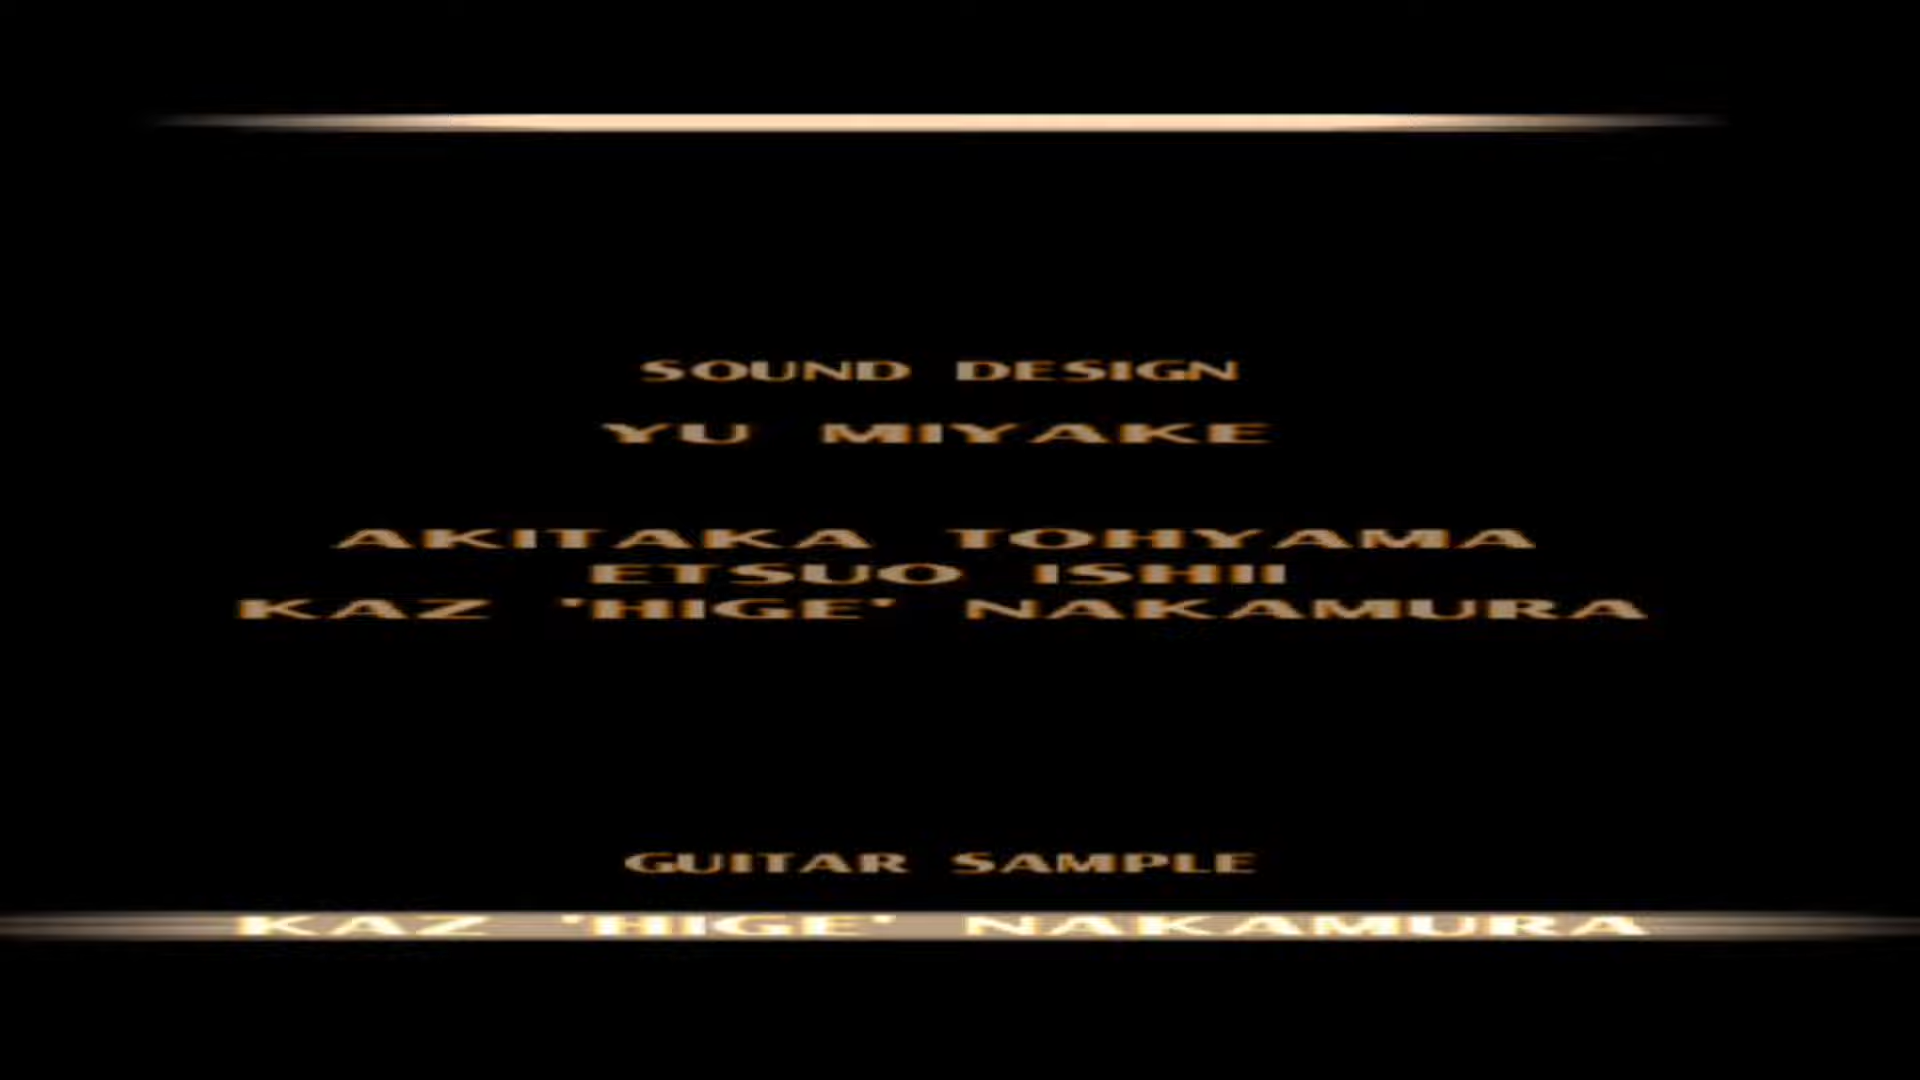 SOUND DESIGN
YU MIYAKE
AKITAKA TOHYAMA
ETSUO ISHII
KAZ 'HIGE' NAKAMURA
GUITAR SAMPLE
KAZ 'HIGE' NAKAMURA